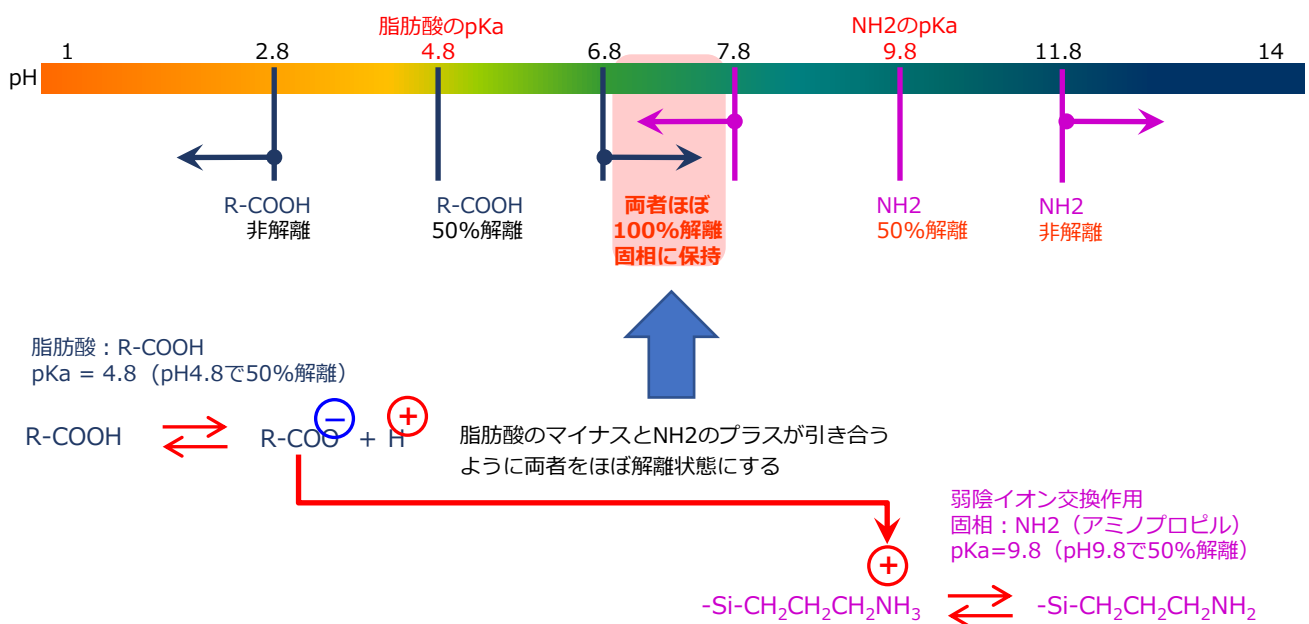 脂肪酸のpKa
NH2のpKa
1
2.8
4.8
6.8
7.8
9.8
11.8
14
pH
R-COOH
非解離
R-COOH
50%解離
両者ほぼ
100%解離
固相に保持
NH2
50%解離
NH2
非解離
脂肪酸：R-COOH
pKa = 4.8（pH4.8で50%解離）
R-COOH
R-COO − + H +
脂肪酸のマイナスとNH2のプラスが引き合う
ように両者をほぼ解離状態にする
弱陰イオン交換作用
固相：NH2（アミノプロピル）
pKa=9.8（pH9.8で50%解離）
+
-Si-CH₂CH₂CH₂NH₃
-Si-CH₂CH₂CH₂NH₂